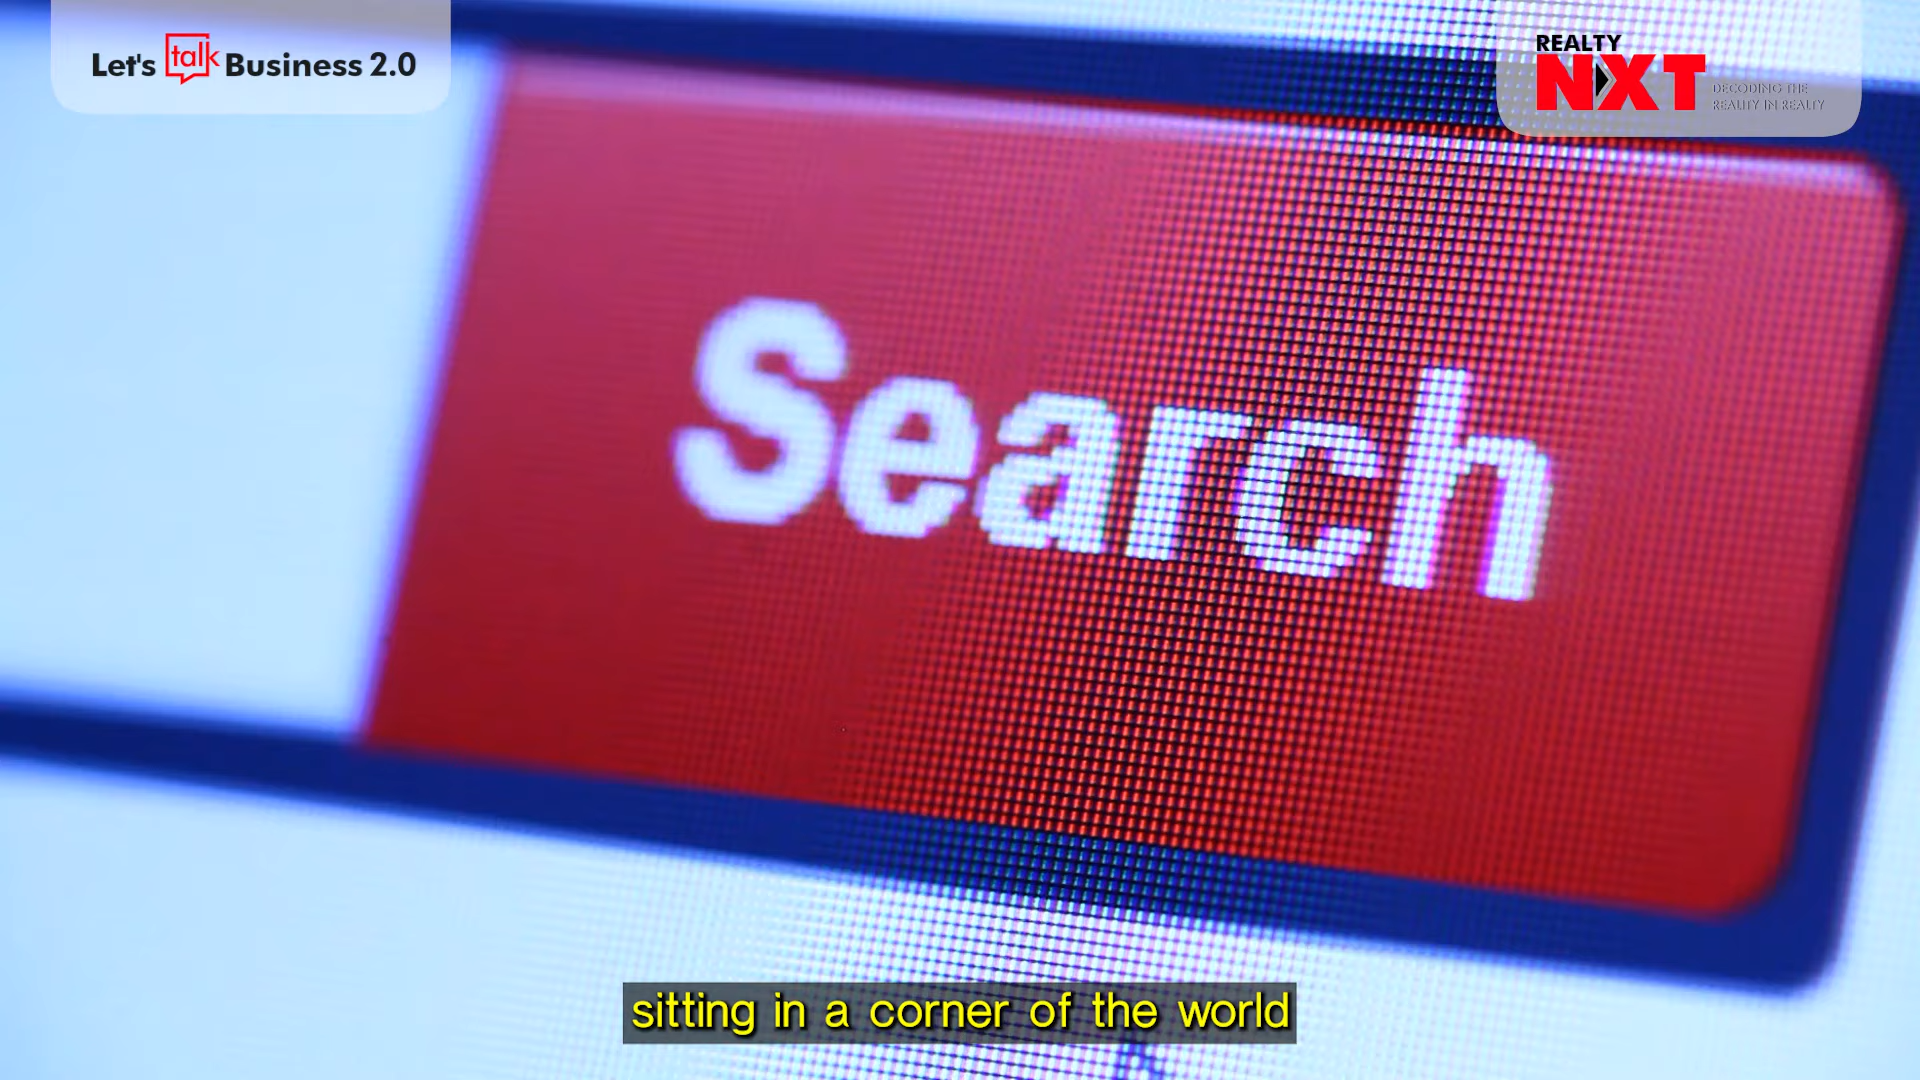 Let's talk Business 2.0
REALTY
NXT
DECODING THE
REALITY IN REALTY
Search
sitting in a corner of the world